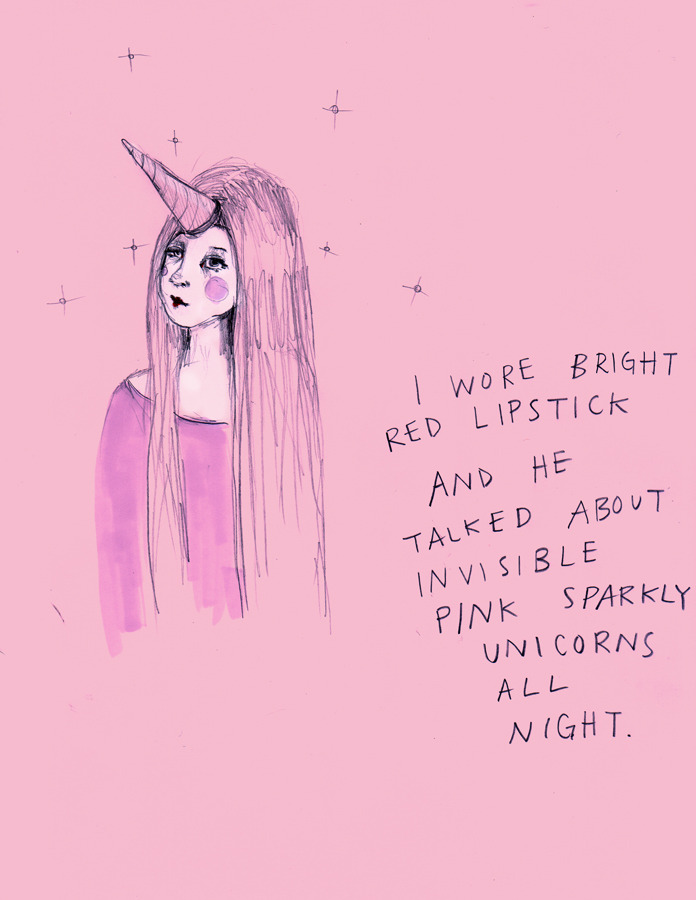 I WORE BRIGHT
RED LIPSTICK
AND HE
TALKED ABOUT
INVISIBLE
PINK SPARKLY
UNICORNS
ALL
NIGHT.